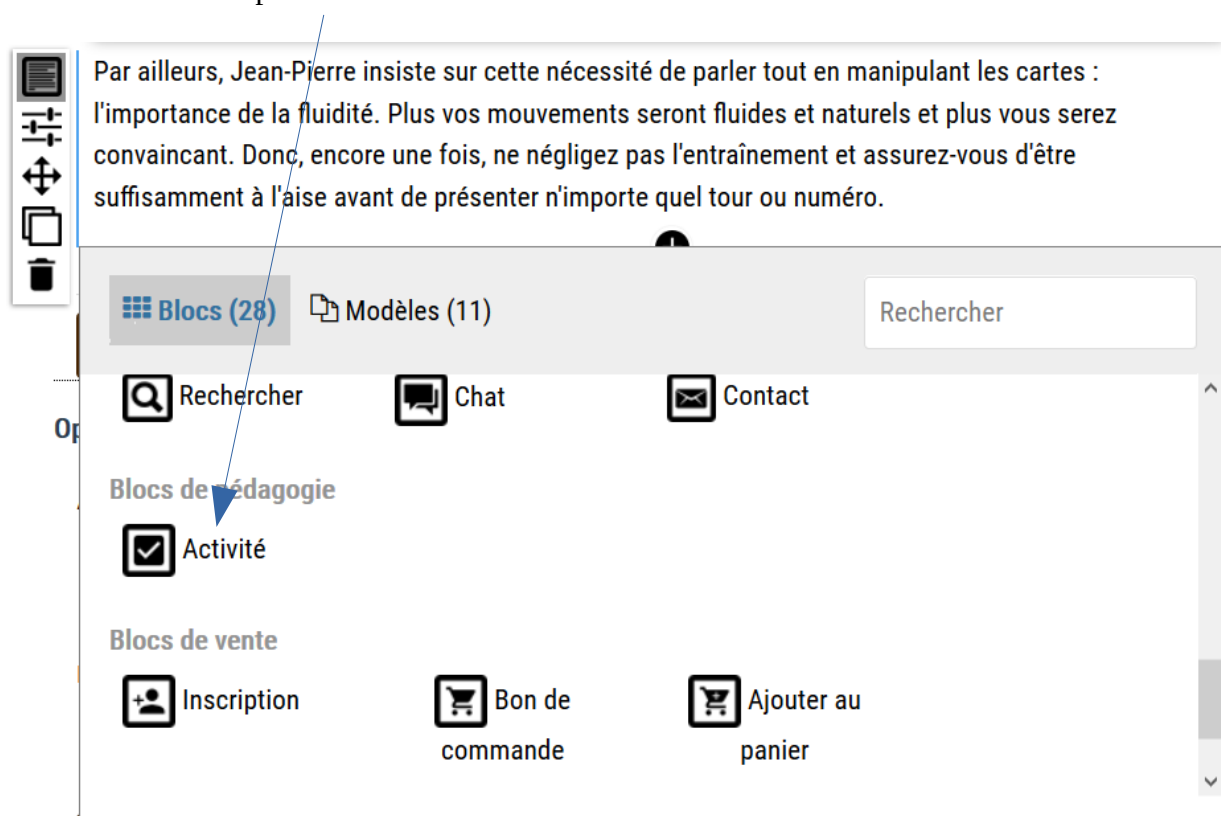 Par ailleurs, Jean-Pierre insiste sur cette nécessité de parler tout en manipulant les cartes :
l'importance de la fluidité. Plus vos mouvements seront fluides et naturels et plus vous serez
convaincant. Donc, encore une fois, ne négligez pas l'entraînement et assurez-vous d'être
suffisamment à l'aise avant de présenter n'importe quel tour ou numéro.
Blocs (28) Modèles (11) Rechercher
Rechercher Chat Contact
Op
Blocs de pédagogie
Activité
Blocs de vente
Inscription Bon de Ajouter au
commande panier